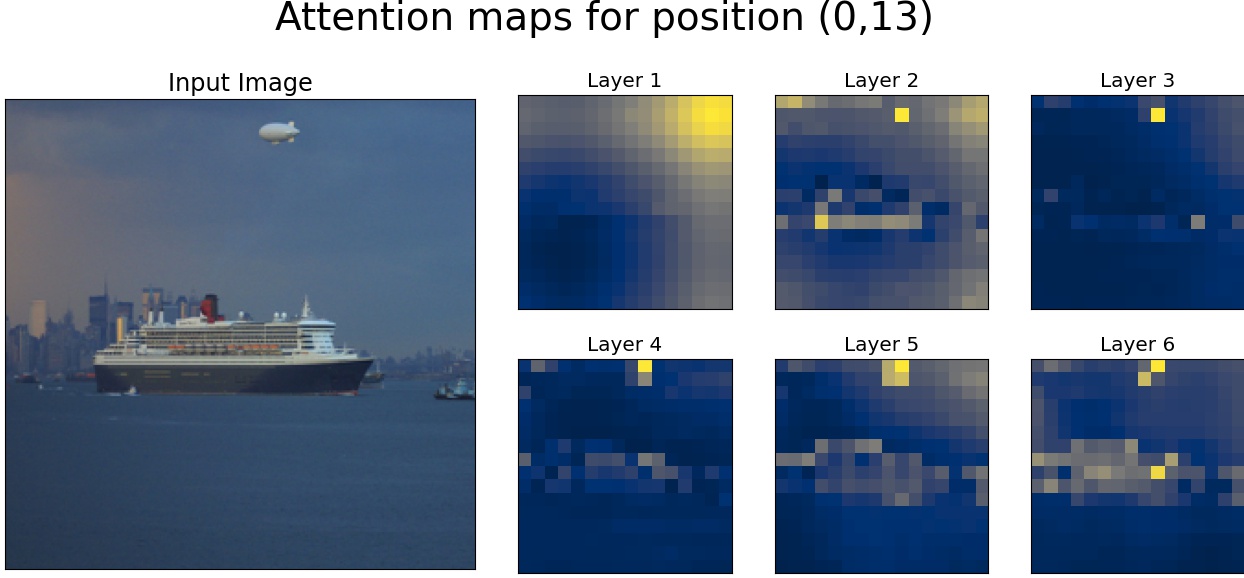 Attention maps for position (0,13)
Input Image
Layer 1
Layer 2
Layer 3
Layer 4
Layer 5
Layer 6